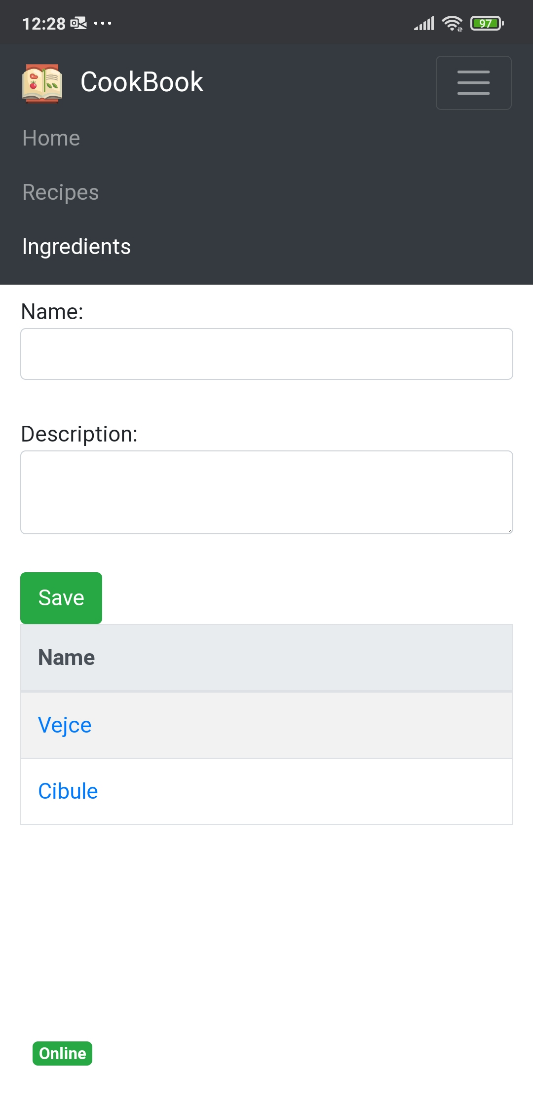 12:28
97
CookBook
Home
Recipes
Ingredients
Name:
Description:
Save
Name
Vejce
Cibule
Online